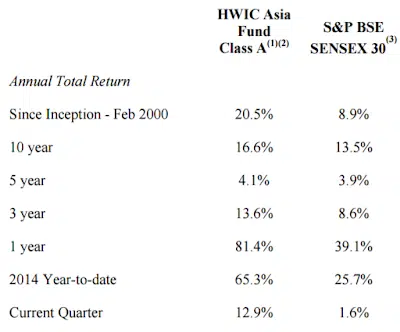 HWIC Asia
Fund
Class A(1)(2)
S&P BSE
SENSEX 30(3)
Annual Total Return
Since Inception - Feb 2000 20.5% 8.9%
10 year 16.6% 13.5%
5 year 4.1% 3.9%
3 year 13.6% 8.6%
1 year 81.4% 39.1%
2014 Year-to-date 65.3% 25.7%
Current Quarter 12.9% 1.6%